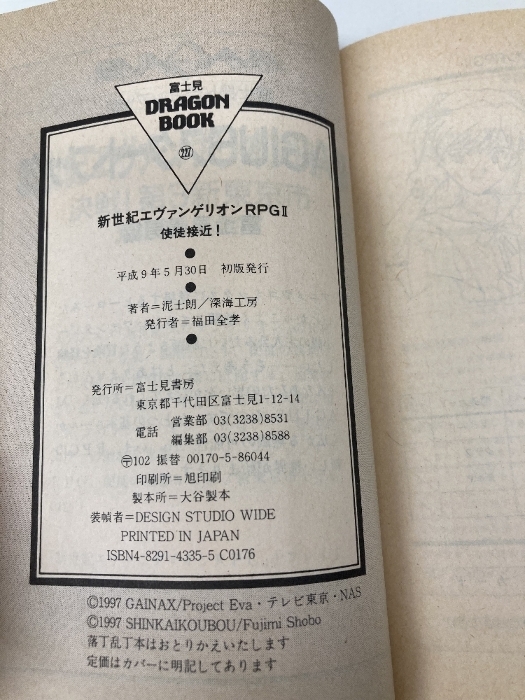 富士見
DRAGON
BOOK
227
新世紀エヴァンゲリオンRPGⅡ
使徒接近！
平成9年5月30日　初版発行
著者＝泥士朗／深海工房
発行者＝福田全孝
発行所＝富士見書房
東京都千代田区富士見1-12-14
電話 営業部 03(3238)8531
編集部 03(3238)8588
〒102 振替 00170-5-86044
印刷所＝旭印刷
製本所＝大谷製本
装幀者＝DESIGN STUDIO WIDE
PRINTED IN JAPAN
ISBN4-8291-4335-5 C0176
©1997 GAINAX/Project Eva・テレビ東京・NAS
©1997 SHINKAIKOUBOU/Fujimi Shobo
落丁乱丁本はおとりかえいたします
定価はカバーに明記してあります